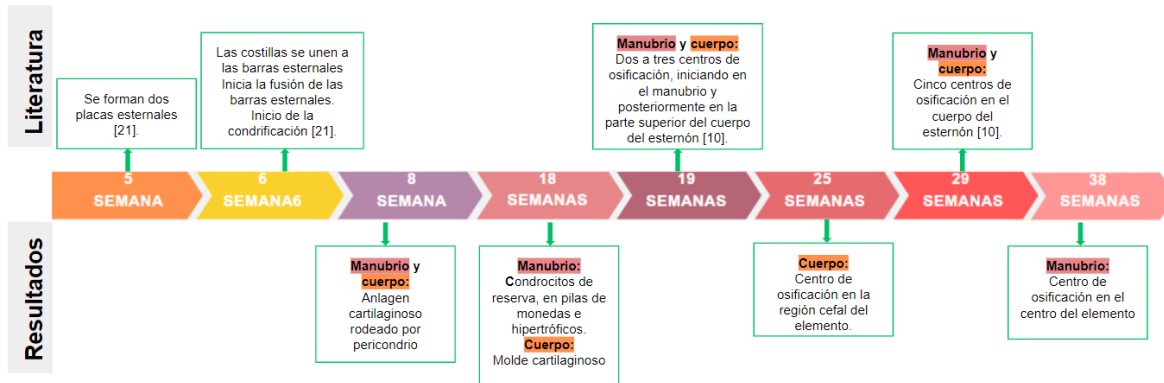 Literatura
Se forman dos
placas esternales
[21].
Las costillas se unen a
las barras esternales
Inicia la fusión de las
barras esternales.
Inicio de la
condrificación [21].
Manubrio y cuerpo:
Dos a tres centros de
osificación, iniciando en
el manubrio y
posteriormente en la
parte superior del cuerpo
del esternón [10].
Manubrio y
cuerpo:
Cinco centros de
osificación en el
cuerpo del
esternón [10].
5
SEMANA
6
SEMANA6
8
SEMANA
18
SEMANAS
19
SEMANAS
25
SEMANAS
29
SEMANAS
38
SEMANAS
Resultados
Manubrio y
cuerpo:
Anlagen
cartilaginoso
rodeado por
pericondrio
Manubrio:
Condrocitos de
reserva, en pilas de
monedas e
hipertróficos.
Cuerpo:
Molde cartilaginoso
Cuerpo:
Centro de
osificación en la
región cefal del
elemento.
Manubrio:
Centro de
osificación en el
centro del elemento